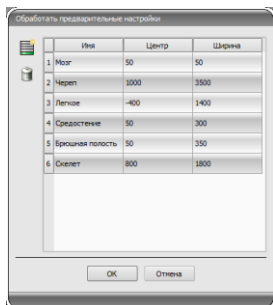 Обработать предварительные настройки
Имя Центр Ширина
1 Мозг 50 50
2 Череп 1000 3500
3 Легкое -400 1400
4 Средостение 50 300
5 Брюшная полость 50 350
6 Скелет 800 1800
OK Отмена